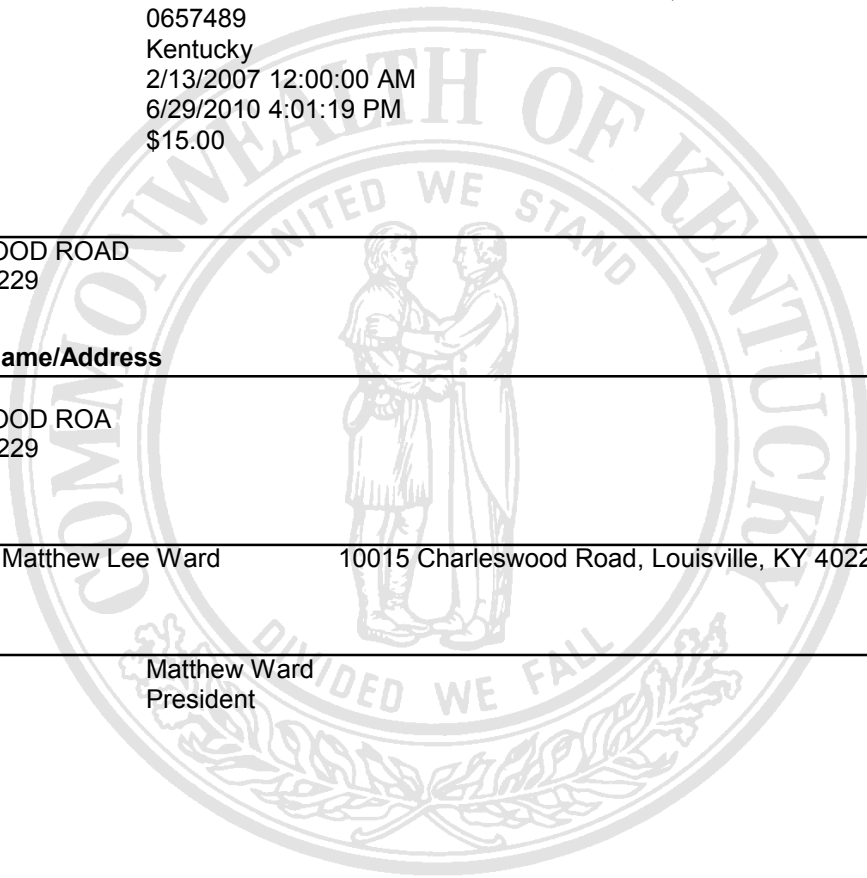 0657489
Kentucky
2/13/2007 12:00:00 AM
6/29/2010 4:01:19 PM
$15.00
COMMONWEALTH OF KENTUCKY
UNITED WE STAND
OOD ROAD
229
ame/Address
OOD ROA
229
Matthew Lee Ward 10015 Charleswood Road, Louisville, KY 4022
DIVIDED WE FALL
Matthew Ward
President